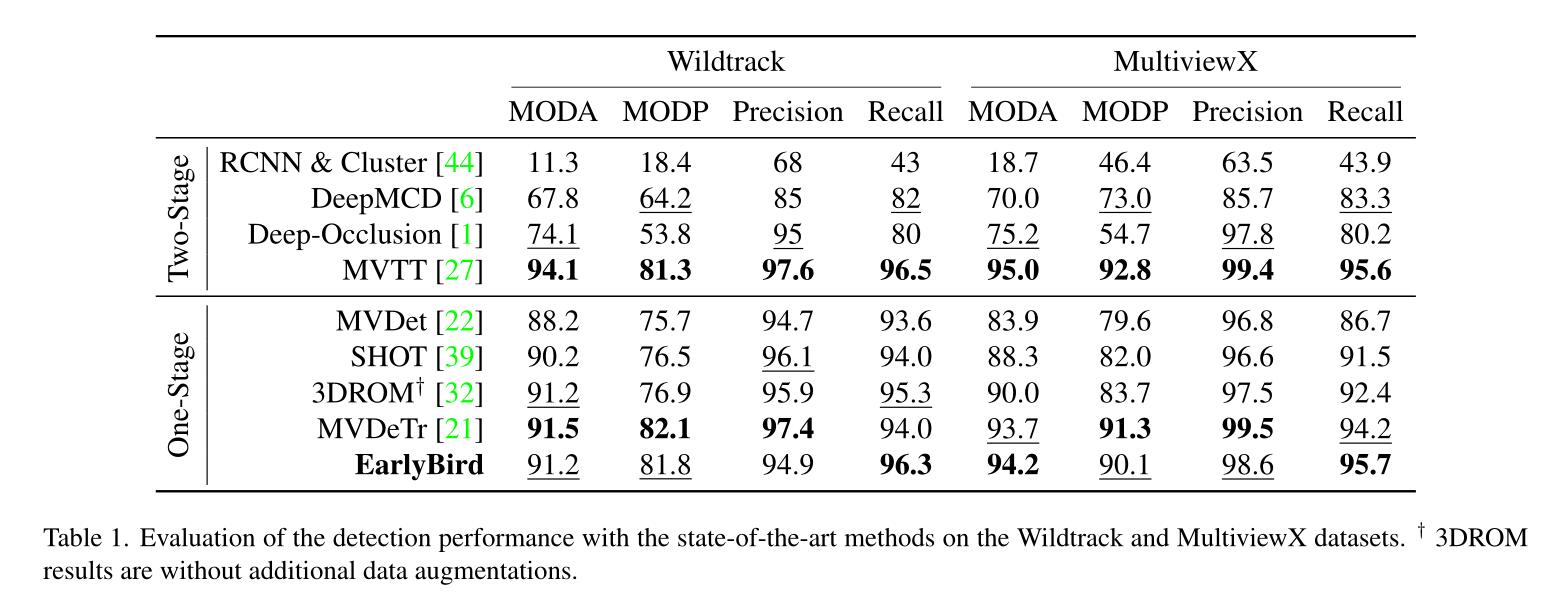 Wildtrack MultiviewX
MODA MODP Precision Recall MODA MODP Precision Recall
Two-Stage
RCNN & Cluster [44] 11.3 18.4 68 43 18.7 46.4 63.5 43.9
DeepMCD [6] 67.8 64.2 85 82 70.0 73.0 85.7 83.3
Deep-Occlusion [1] 74.1 53.8 95 80 75.2 54.7 97.8 80.2
MVTT [27] 94.1 81.3 97.6 96.5 95.0 92.8 99.4 95.6
One-Stage
MVDet [22] 88.2 75.7 94.7 93.6 83.9 79.6 96.8 86.7
SHOT [39] 90.2 76.5 96.1 94.0 88.3 82.0 96.6 91.5
3DROM† [32] 91.2 76.9 95.9 95.3 90.0 83.7 97.5 92.4
MVDeTr [21] 91.5 82.1 97.4 94.0 93.7 91.3 99.5 94.2
EarlyBird 91.2 81.8 94.9 96.3 94.2 90.1 98.6 95.7
Table 1. Evaluation of the detection performance with the state-of-the-art methods on the Wildtrack and MultiviewX datasets. † 3DROM
results are without additional data augmentations.